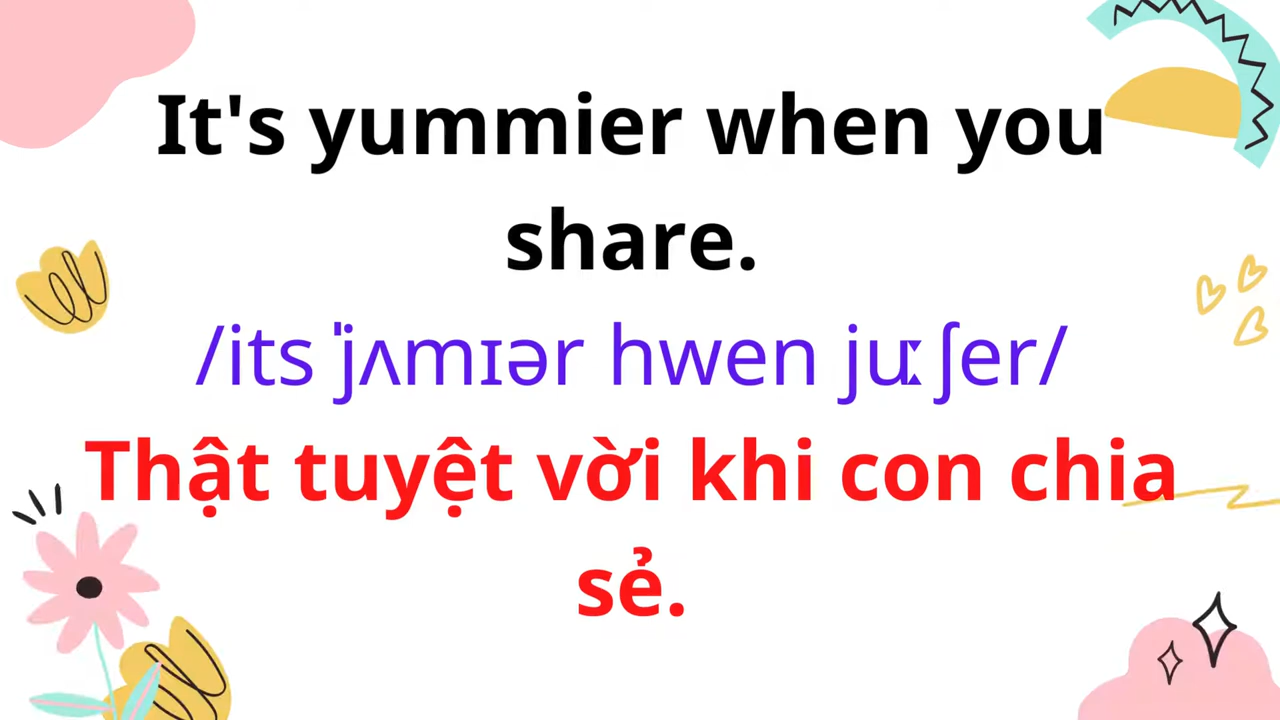 It's yummier when you
share.
/its ˈjʌmɪər hwen juː ʃer/
Thật tuyệt vời khi con chia
sẻ.